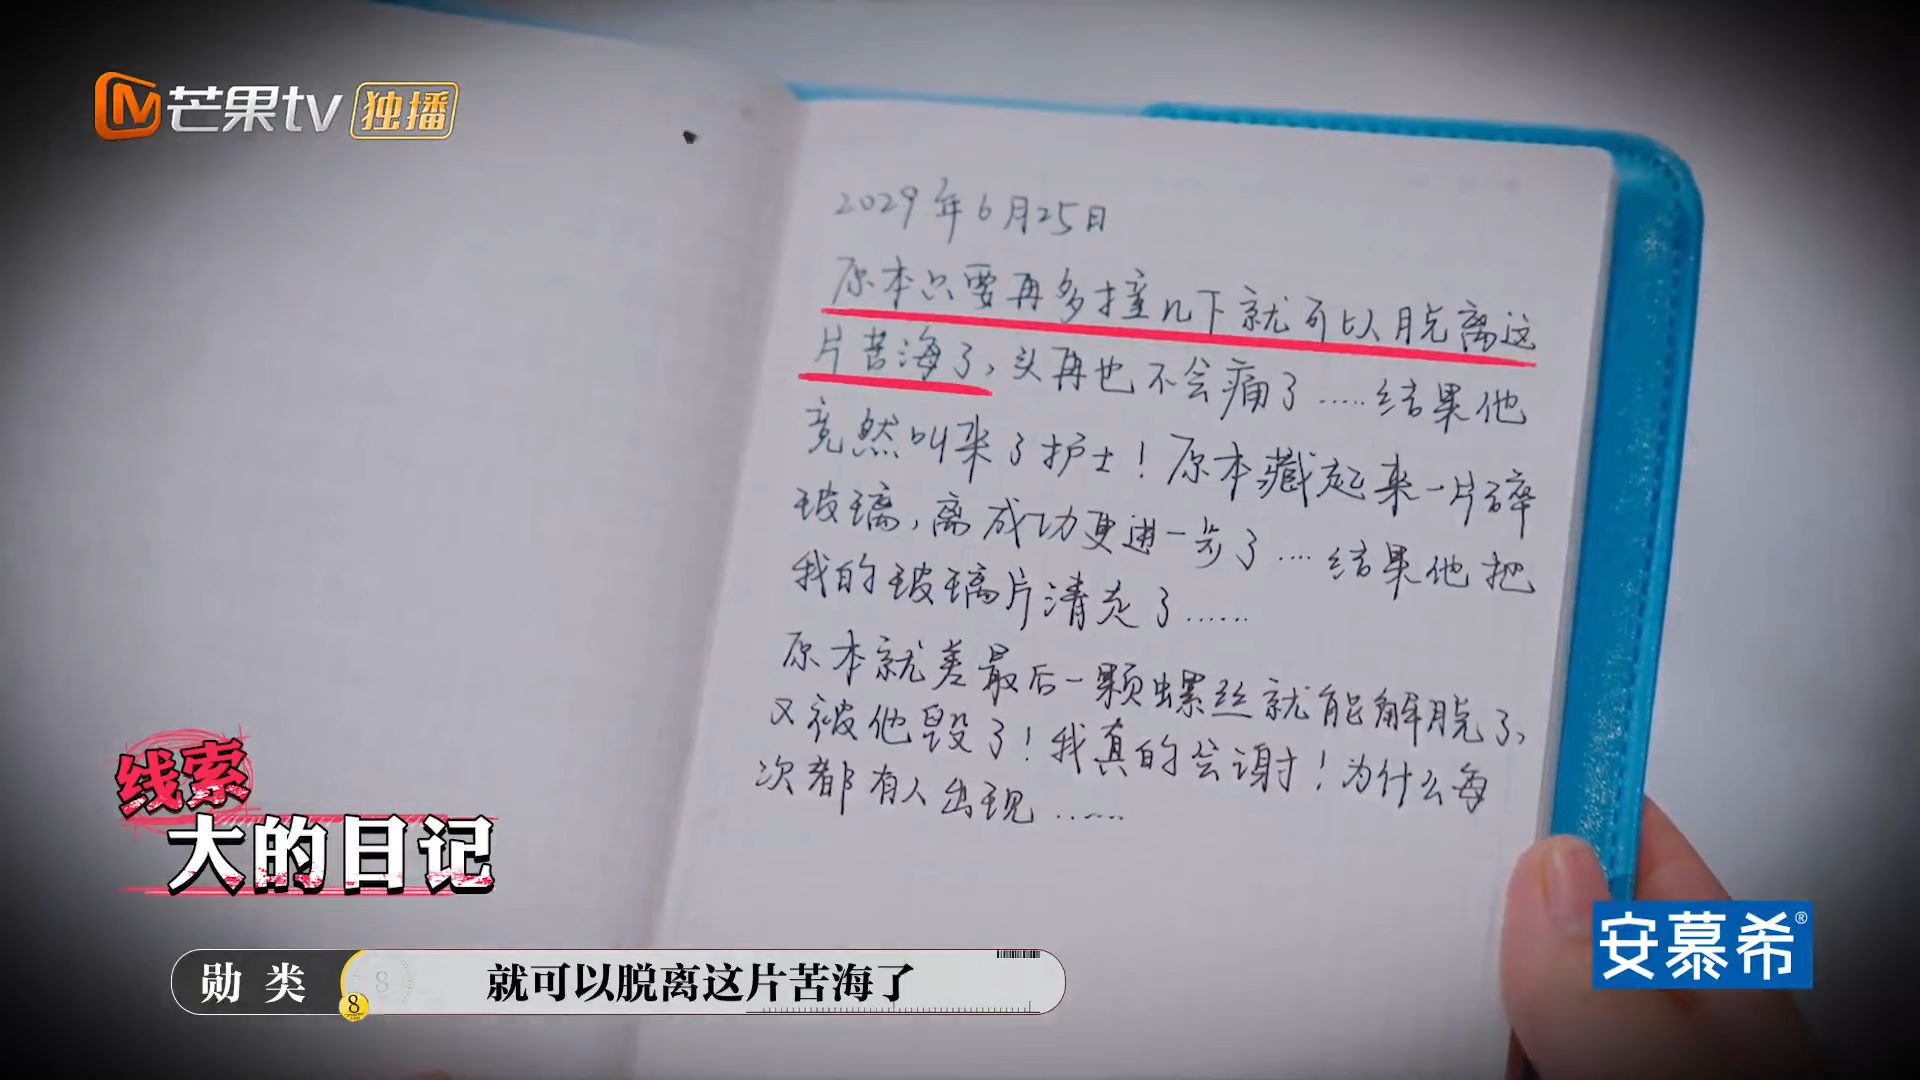 芒果tv 独播
2029年6月25日
原本只要再多撞几下就可以脱离这
片苦海了,头再也不会痛了.....结果他
竟然叫来了护士!原本藏起来一片碎
玻璃,离成功更进一步了....结果他把
我的玻璃片清走了......
原本就差最后一颗螺丝就能解脱了,
又被他毁了!我真的会谢!为什么每
次都有人出现......
线索
大的日记
勋类 8 就可以脱离这片苦海了
安慕希®